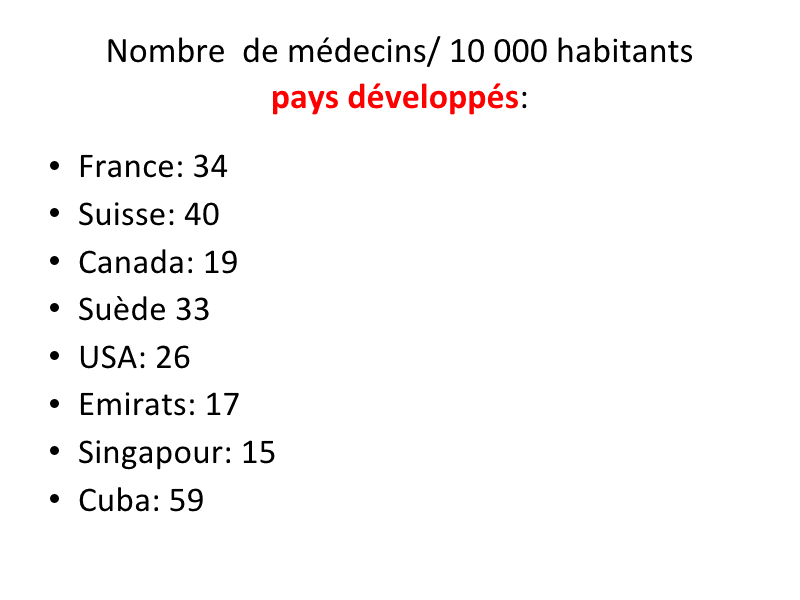 Nombre  de médecins/ 10 000 habitants
pays développés:
• France: 34
• Suisse: 40
• Canada: 19
• Suède 33
• USA: 26
• Emirats: 17
• Singapour: 15
• Cuba: 59